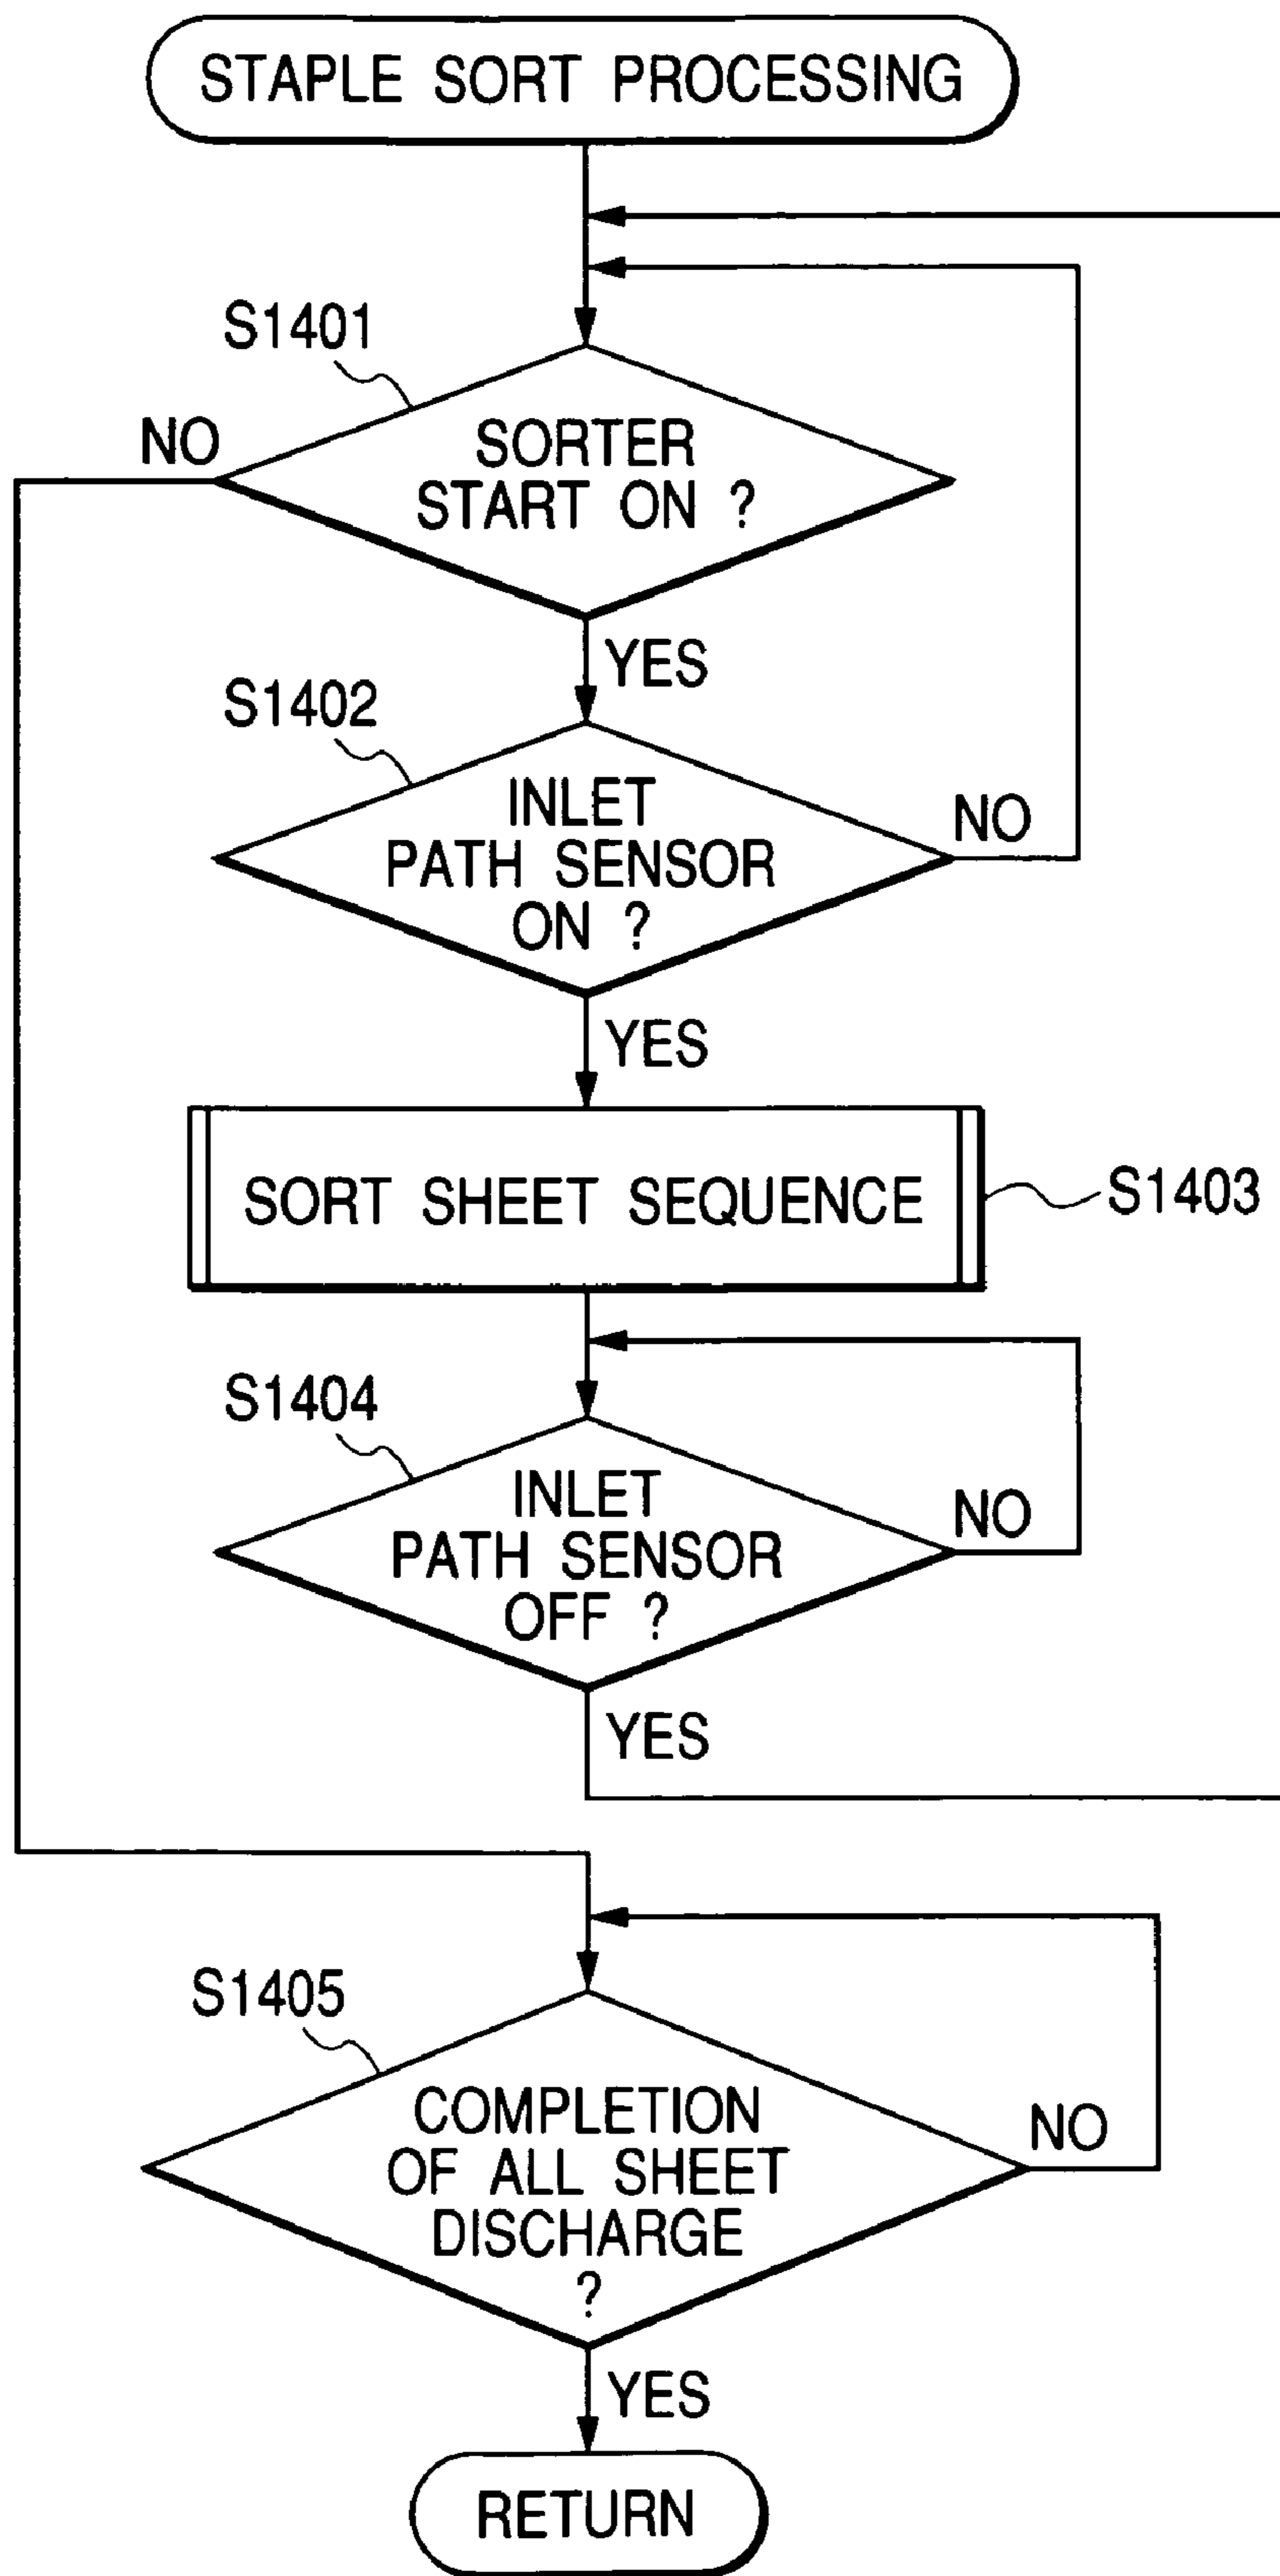 STAPLE SORT PROCESSING
S1401
NO
SORTER
START ON ?
YES
S1402
INLET
PATH SENSOR
ON ?
NO
YES
SORT SHEET SEQUENCE
S1403
S1404
INLET
PATH SENSOR
OFF ?
NO
YES
S1405
COMPLETION
OF ALL SHEET
DISCHARGE
?
NO
YES
RETURN